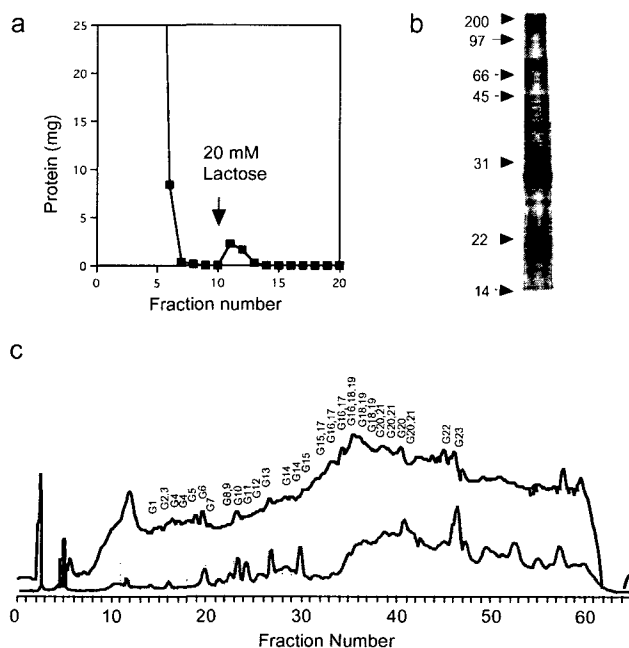 a
25
20
15
10
5
0
Protein (mg)
20 mM
Lactose
0 5 10 15 20
Fraction number
b
200
97
66
45
31
22
14
c
G1
G2,3
G4
G4
G5
G6
G7
G8,9
G10
G11
G12
G13
G14
G14
G15
G15,17
G16,17
G16,17
G16,18,19
G18,19
G18,19
G20,21
G20,21
G20
G20,21
G22
G23
0 10 20 30 40 50 60
Fraction Number